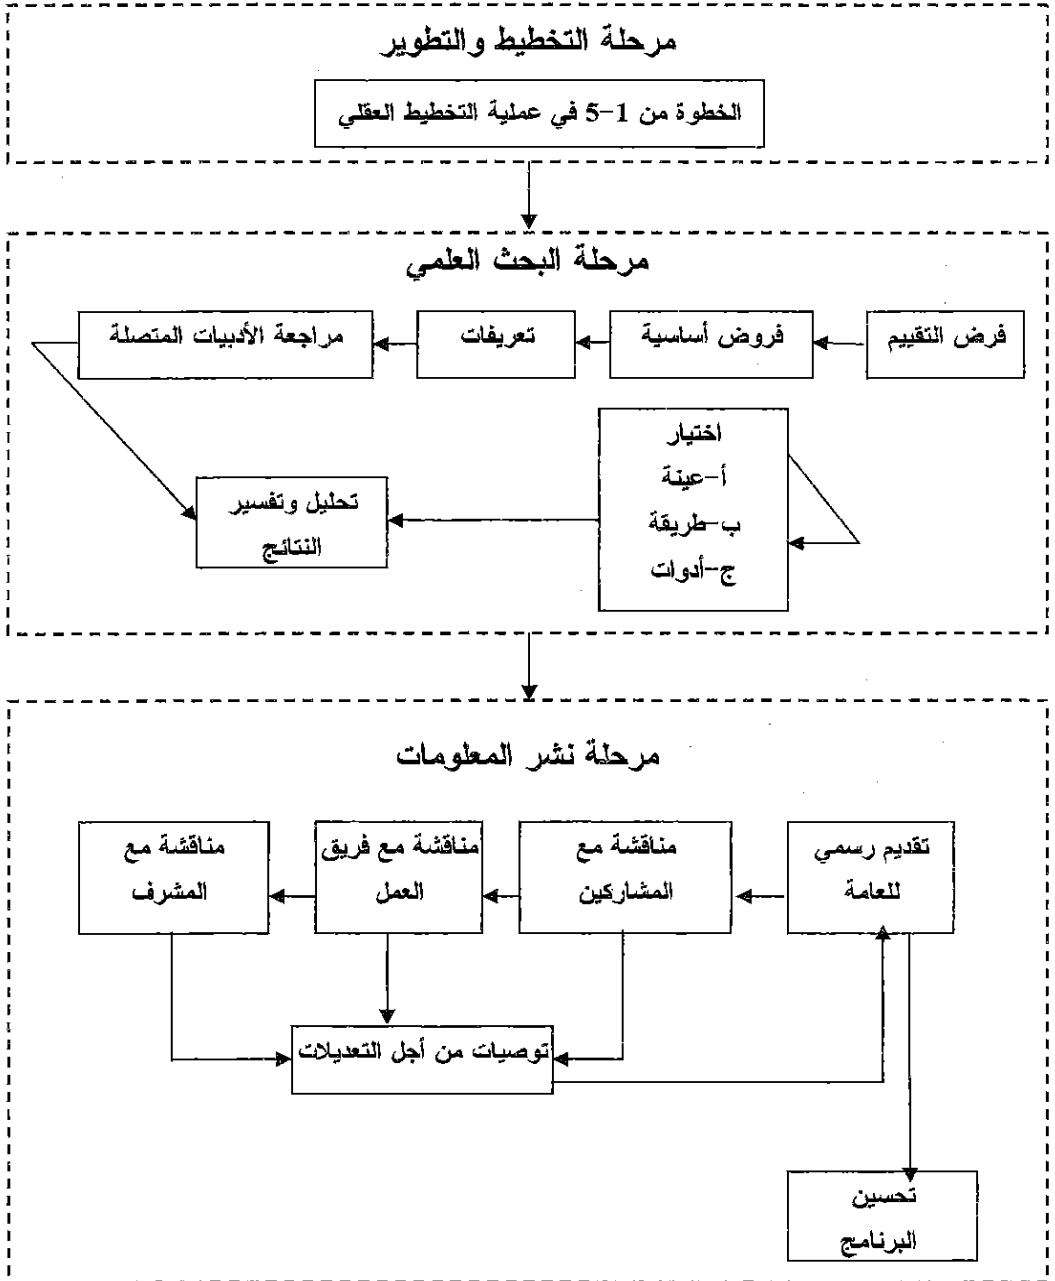 مرحلة التخطيط والتطوير
الخطوة من 1-5 في عملية التخطيط العقلي
مرحلة البحث العلمي
فرض التقييم
فروض أساسية
تعريفات
مراجعة الأدبيات المتصلة
اختيار
أ-عينة
ب-طريقة
ج-أدوات
تحليل وتفسير
النتائج
مرحلة نشر المعلومات
تقديم رسمي
للعامة
مناقشة مع
المشاركين
مناقشة مع فريق
العمل
مناقشة مع
المشرف
توصيات من أجل التعديلات
تحسين
البرنامج